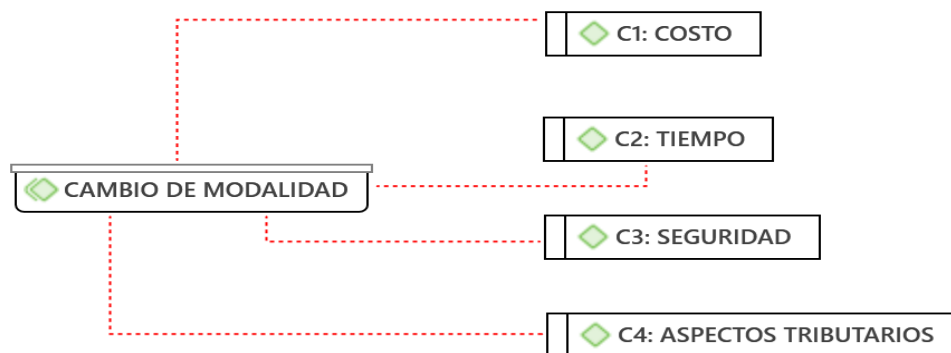 C1: COSTO
C2: TIEMPO
CAMBIO DE MODALIDAD
C3: SEGURIDAD
C4: ASPECTOS TRIBUTARIOS